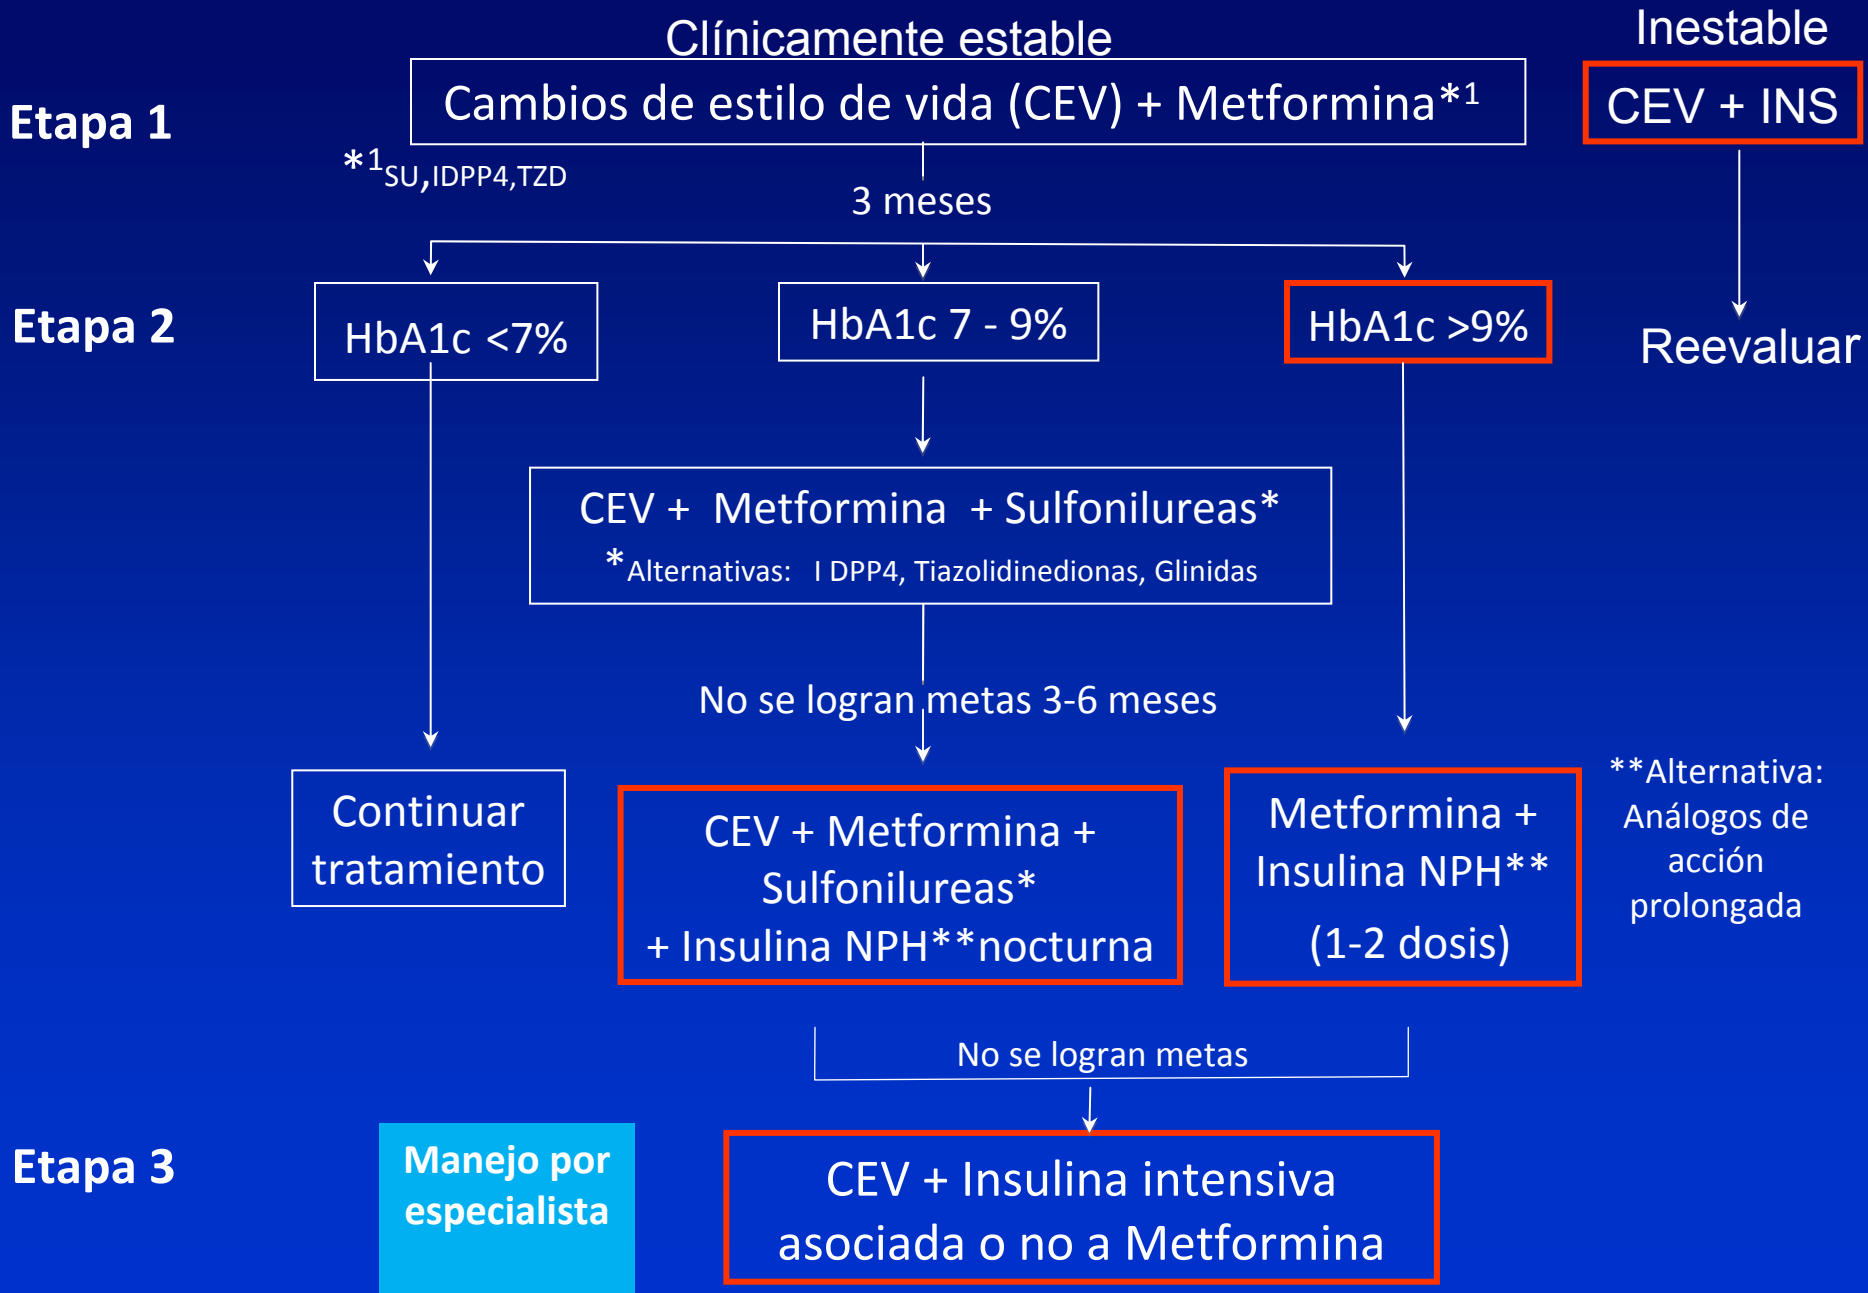 Clínicamente estable
Inestable
Etapa 1
Cambios de estilo de vida (CEV) + Metformina*1
CEV + INS
*1SU,IDPP4,TZD
3 meses
Etapa 2
HbA1c <7%
HbA1c 7 - 9%
HbA1c >9%
Reevaluar
CEV + Metformina + Sulfonilureas*
*Alternativas: I DPP4, Tiazolidinedionas, Glinidas
No se logran metas 3-6 meses
Continuar
tratamiento
CEV + Metformina +
Sulfonilureas*
+ Insulina NPH**nocturna
Metformina +
Insulina NPH**
(1-2 dosis)
**Alternativa:
Análogos de
acción
prolongada
No se logran metas
Etapa 3
Manejo por
especialista
CEV + Insulina intensiva
asociada o no a Metformina